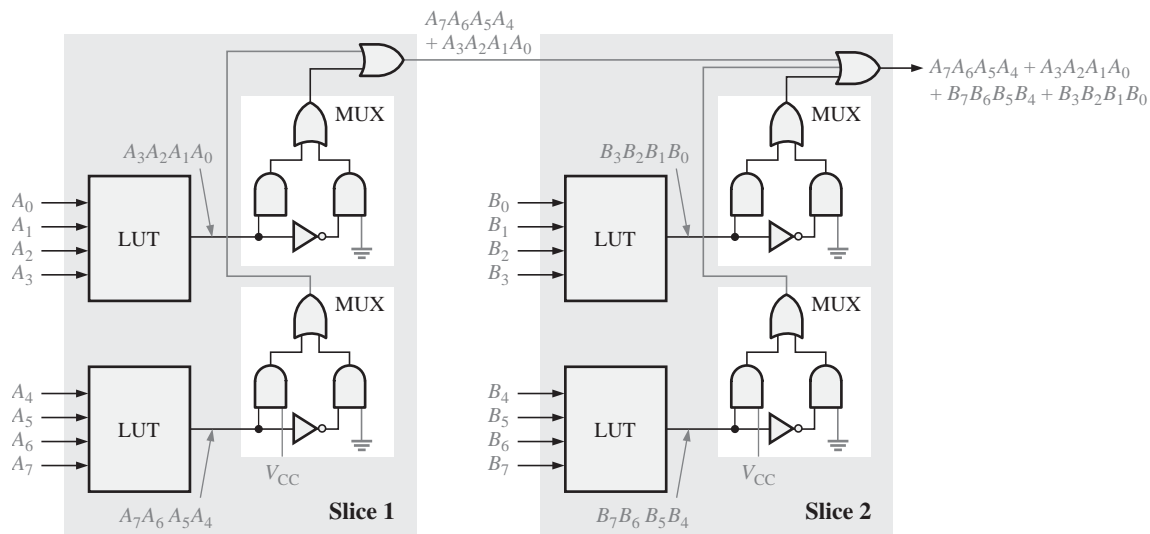 A₇A₆A₅A₄
+ A₃A₂A₁A₀
A₇A₆A₅A₄ + A₃A₂A₁A₀
+ B₇B₆B₅B₄ + B₃B₂B₁B₀
MUX
MUX
A₃A₂A₁A₀
B₃B₂B₁B₀
A₀
A₁
A₂
A₃
LUT
B₀
B₁
B₂
B₃
LUT
MUX
MUX
A₄
A₅
A₆
A₇
LUT
B₄
B₅
B₆
B₇
LUT
V_CC
V_CC
A₇A₆ A₅A₄
Slice 1
B₇B₆ B₅B₄
Slice 2